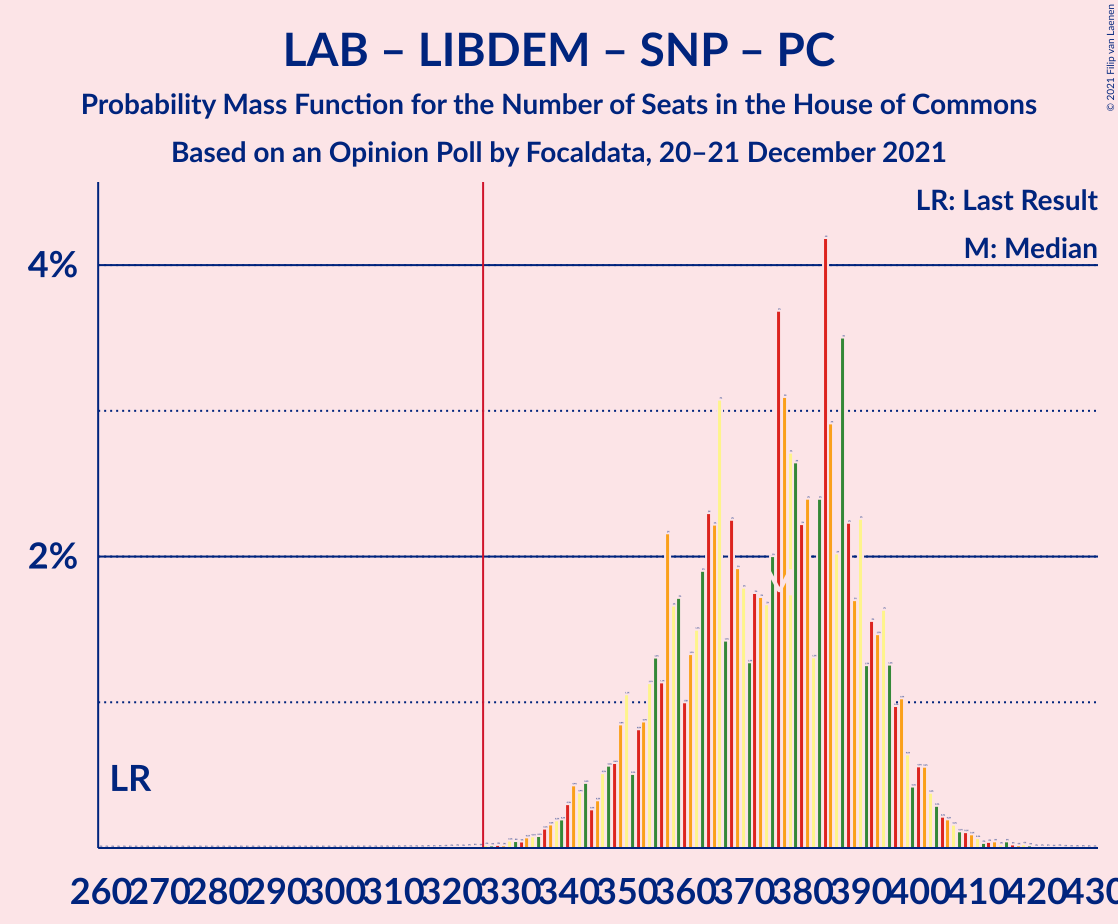 LAB – LIBDEM – SNP – PC
Probability Mass Function for the Number of Seats in the House of Commons
Based on an Opinion Poll by Focaldata, 20–21 December 2021
© 2021 Filip van Laenen
LR: Last Result
M: Median
4%
2%
LR
M
260 270 280 290 300 310 320 330 340 350 360 370 380 390 400 410 420 430